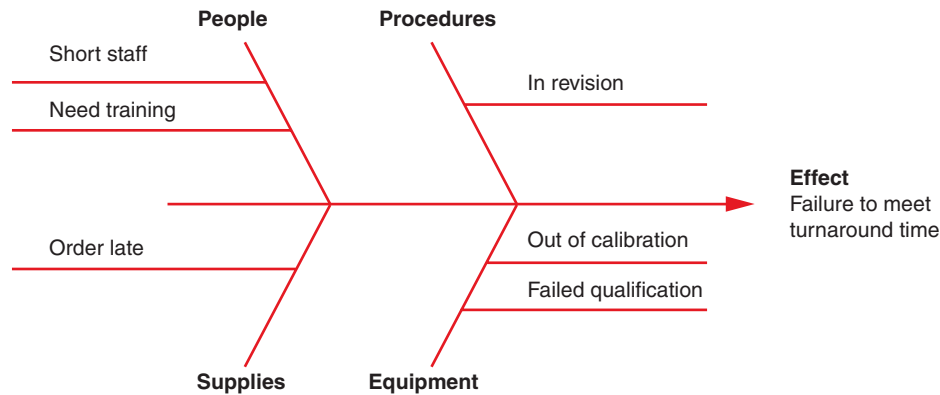 People
Procedures
Short staff
Need training
In revision
Effect
Failure to meet
turnaround time
Order late
Out of calibration
Failed qualification
Supplies
Equipment